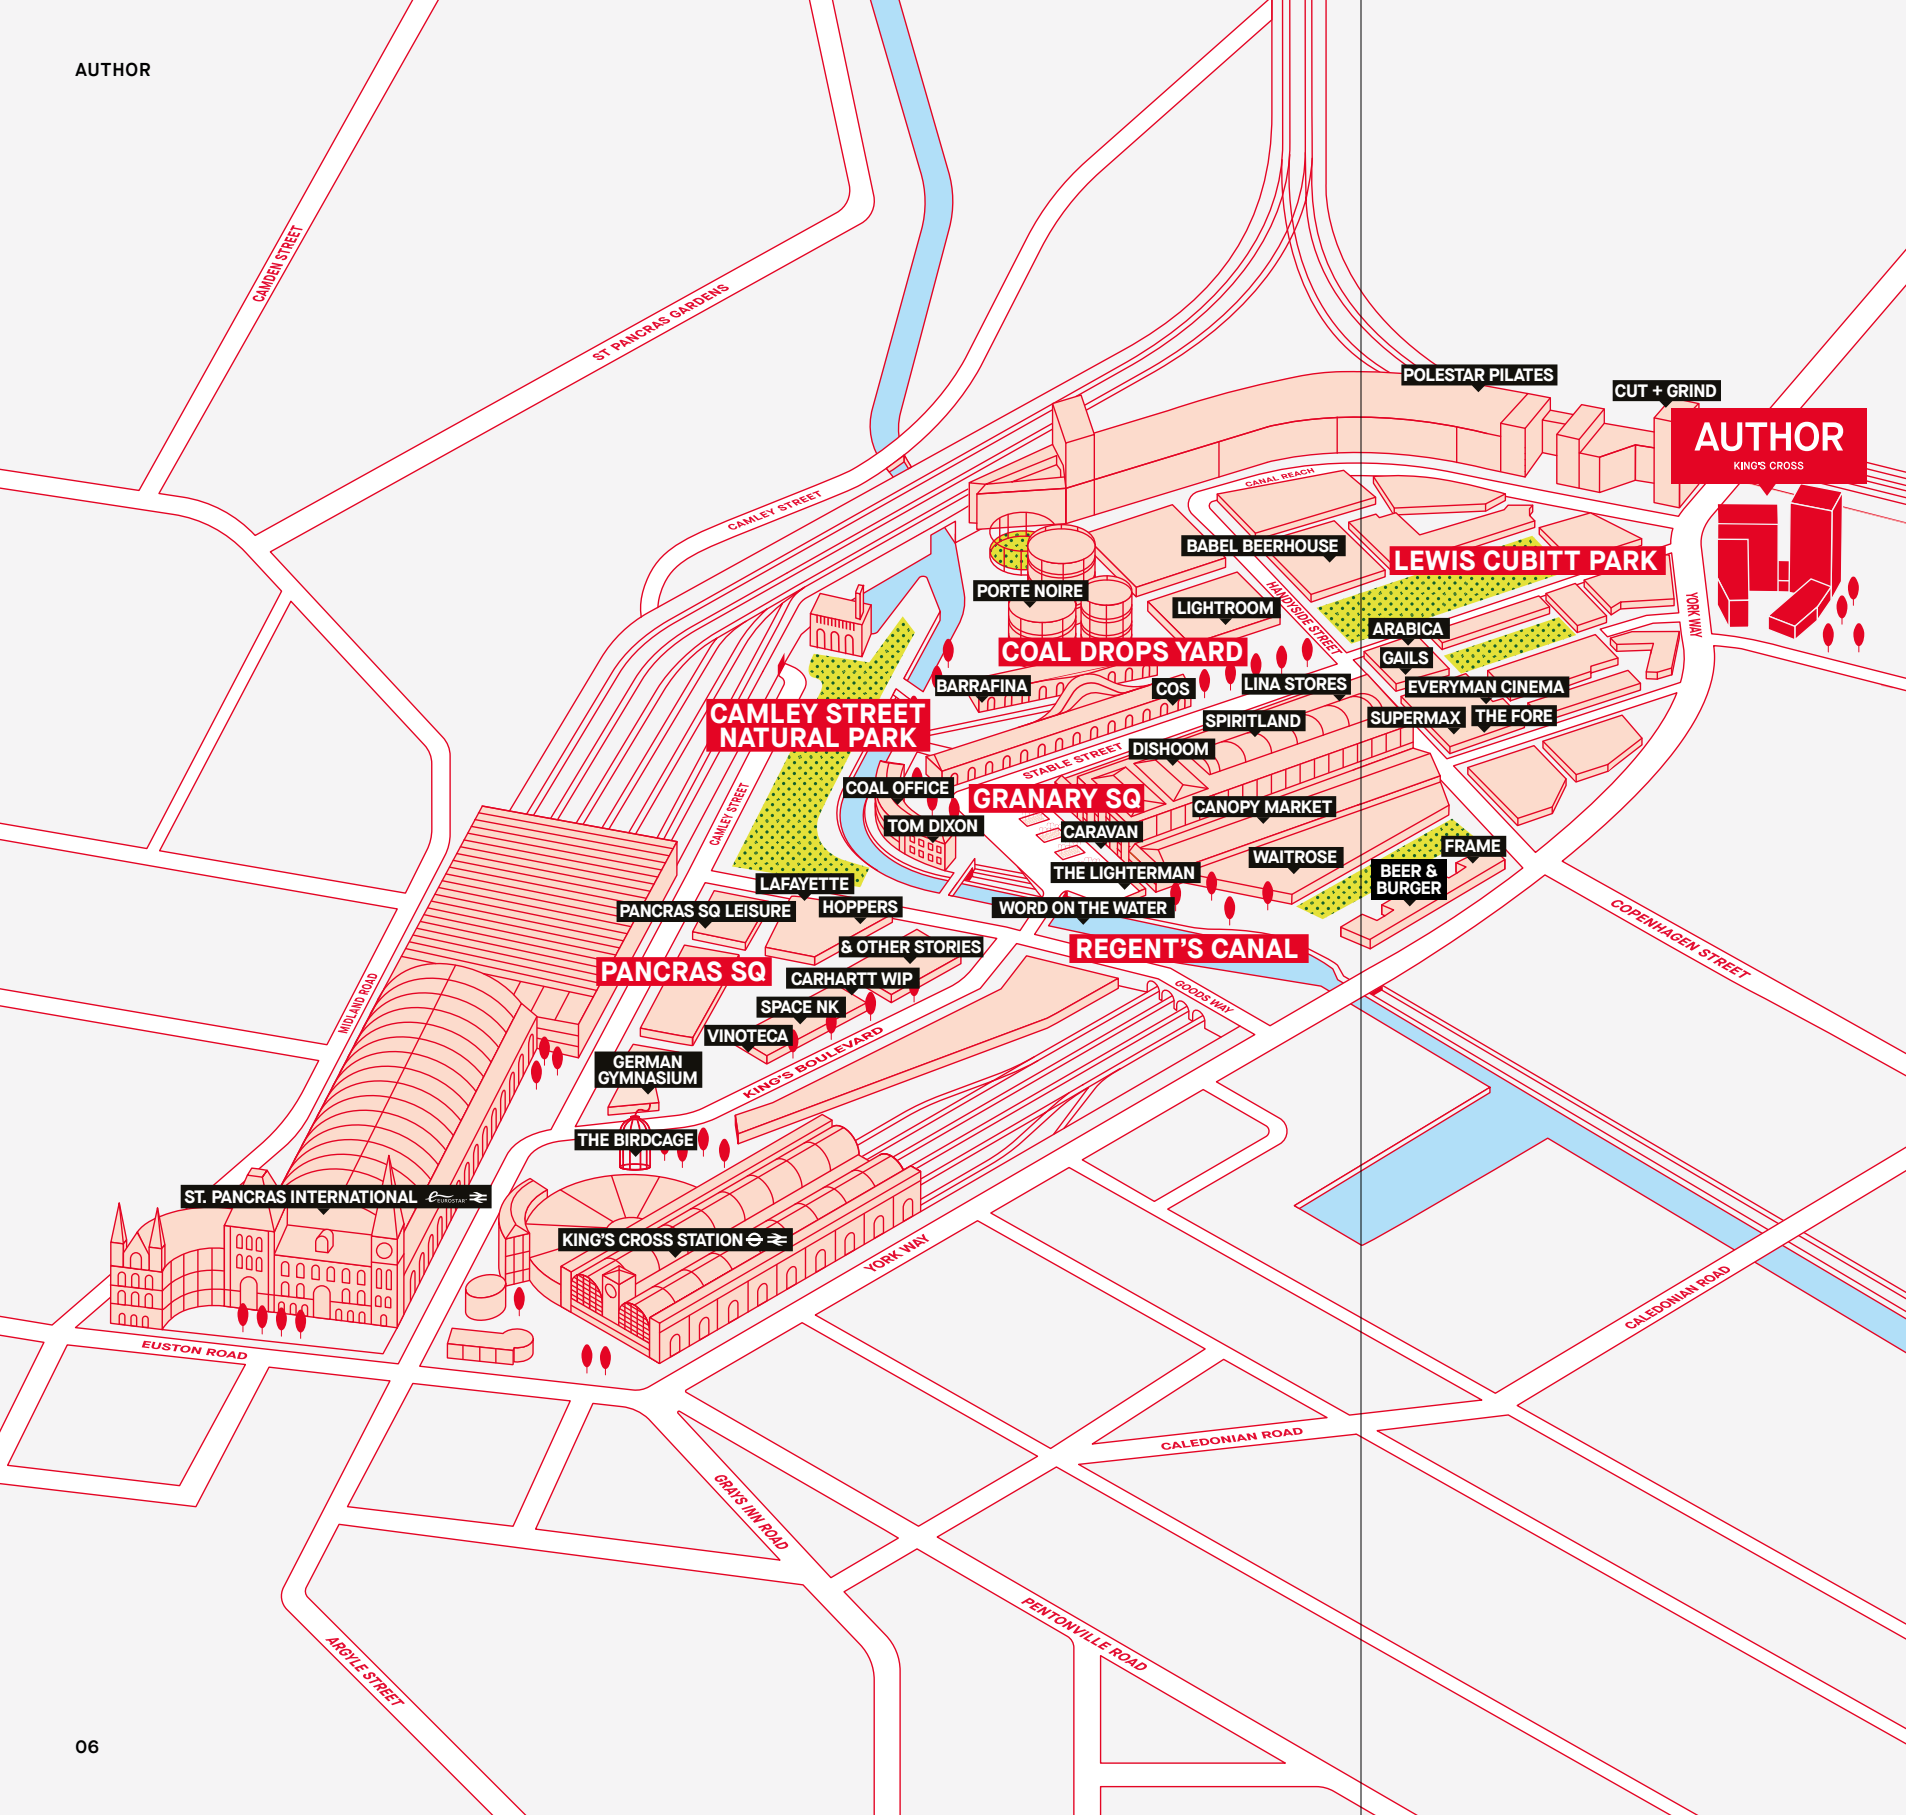 AUTHOR
CAMDEN STREET
ST PANCRAS GARDENS
POLESTAR PILATES
CUT + GRIND
AUTHOR
KING'S CROSS
CANAL REACH
CAMLEY STREET
BABEL BEERHOUSE
LEWIS CUBITT PARK
PORTE NOIRE
LIGHTROOM
HANDYSIDE STREET
YORK WAY
ARABICA
COAL DROPS YARD
GAILS
BARRAFINA
COS
LINA STORES
EVERYMAN CINEMA
CAMLEY STREET
NATURAL PARK
SPIRITLAND
SUPERMAX
THE FORE
DISHOOM
STABLE STREET
COAL OFFICE
GRANARY SQ
CANOPY MARKET
CAMLEY STREET
TOM DIXON
CARAVAN
FRAME
WAITROSE
THE LIGHTERMAN
BEER &
BURGER
LAFAYETTE
PANCRAS SQ LEISURE
HOPPERS
WORD ON THE WATER
COPENHAGEN STREET
& OTHER STORIES
REGENT'S CANAL
PANCRAS SQ
CARHARTT WIP
MIDLAND ROAD
GOODS WAY
SPACE NK
VINOTECA
KING'S BOULEVARD
GERMAN
GYMNASIUM
THE BIRDCAGE
ST. PANCRAS INTERNATIONAL
EUROSTAR
KING'S CROSS STATION
YORK WAY
CALEDONIAN ROAD
EUSTON ROAD
CALEDONIAN ROAD
GRAYS INN ROAD
PENTONVILLE ROAD
ARGYLE STREET
06